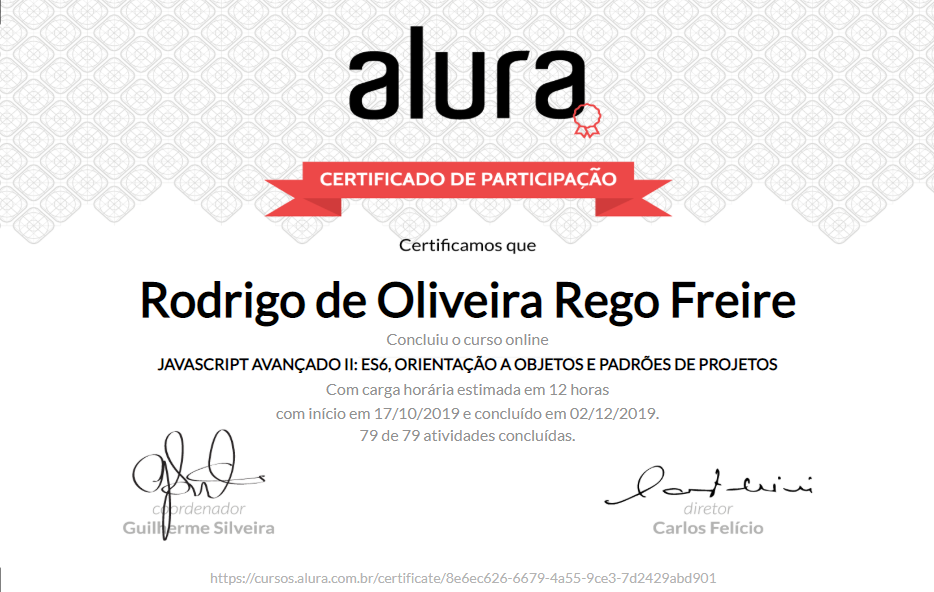 alura
CERTIFICADO DE PARTICIPAÇÃO
Certificamos que
Rodrigo de Oliveira Rego Freire
Concluiu o curso online
JAVASCRIPT AVANÇADO II: ES6, ORIENTAÇÃO A OBJETOS E PADRÕES DE PROJETOS
Com carga horária estimada em 12 horas
com início em 17/10/2019 e concluído em 02/12/2019.
79 de 79 atividades concluídas.
coordenador
Guilherme Silveira
diretor
Carlos Felício
https://cursos.alura.com.br/certificate/8e6ec626-6679-4a55-9ce3-7d2429abd901